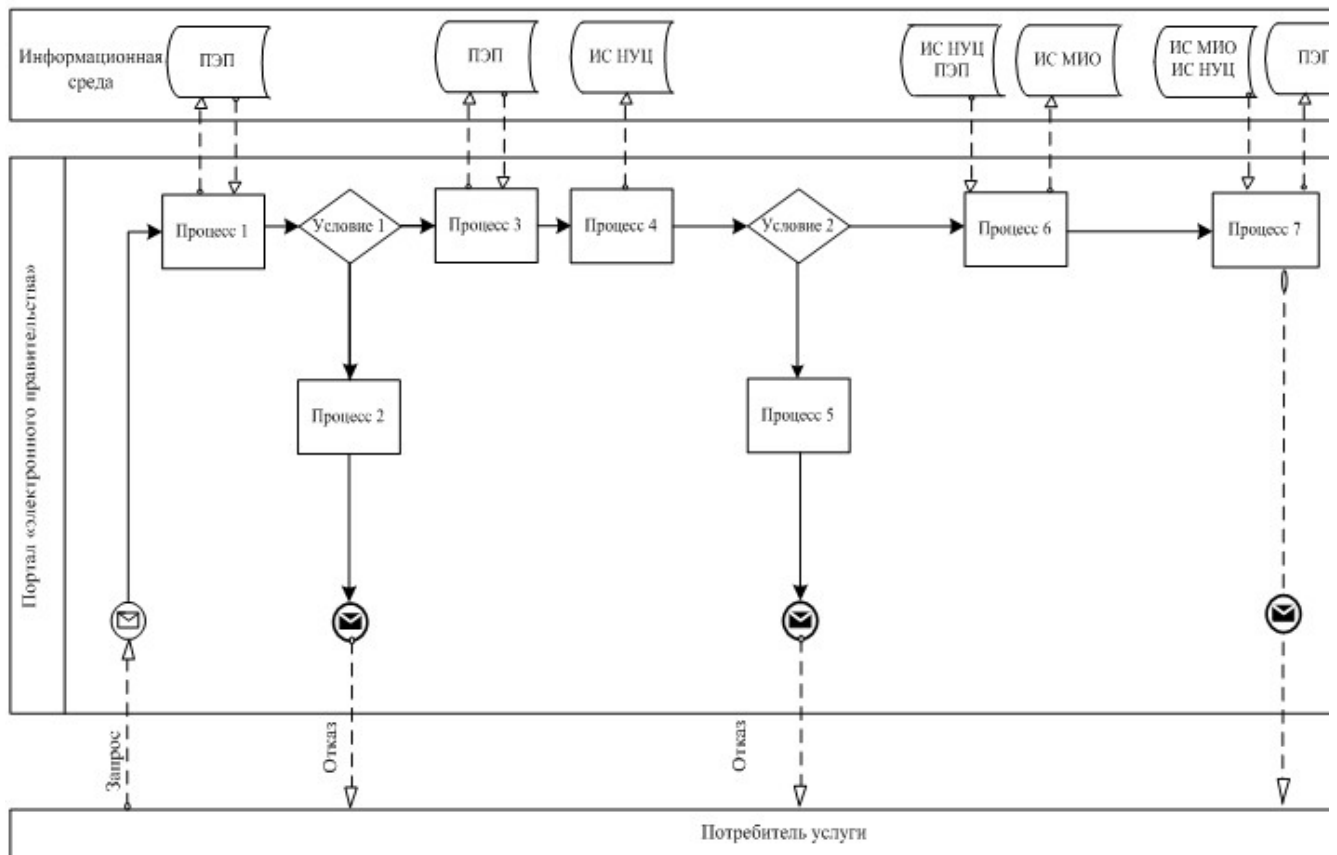 Информационная
среда
ПЭП
ПЭП
ИС НУЦ
ИС НУЦ
ПЭП
ИС МИО
ИС МИО
ИС НУЦ
ПЭП
Портал «электронного правительства»
Процесс 1
Условие 1
Процесс 3
Процесс 4
Условие 2
Процесс 6
Процесс 7
Процесс 2
Процесс 5
Запрос
Отказ
Отказ
Потребитель услуги